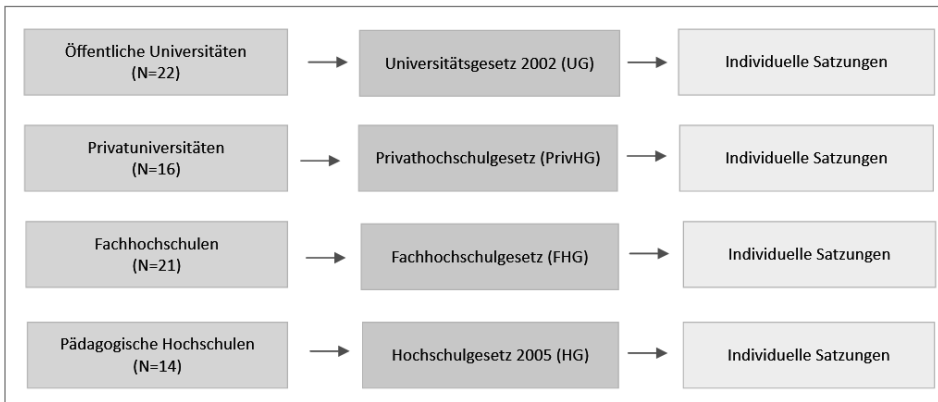 Öffentliche Universitäten
(N=22)
Universitätsgesetz 2002 (UG)
Individuelle Satzungen
Privatuniversitäten
(N=16)
Privathochschulgesetz (PrivHG)
Individuelle Satzungen
Fachhochschulen
(N=21)
Fachhochschulgesetz (FHG)
Individuelle Satzungen
Pädagogische Hochschulen
(N=14)
Hochschulgesetz 2005 (HG)
Individuelle Satzungen